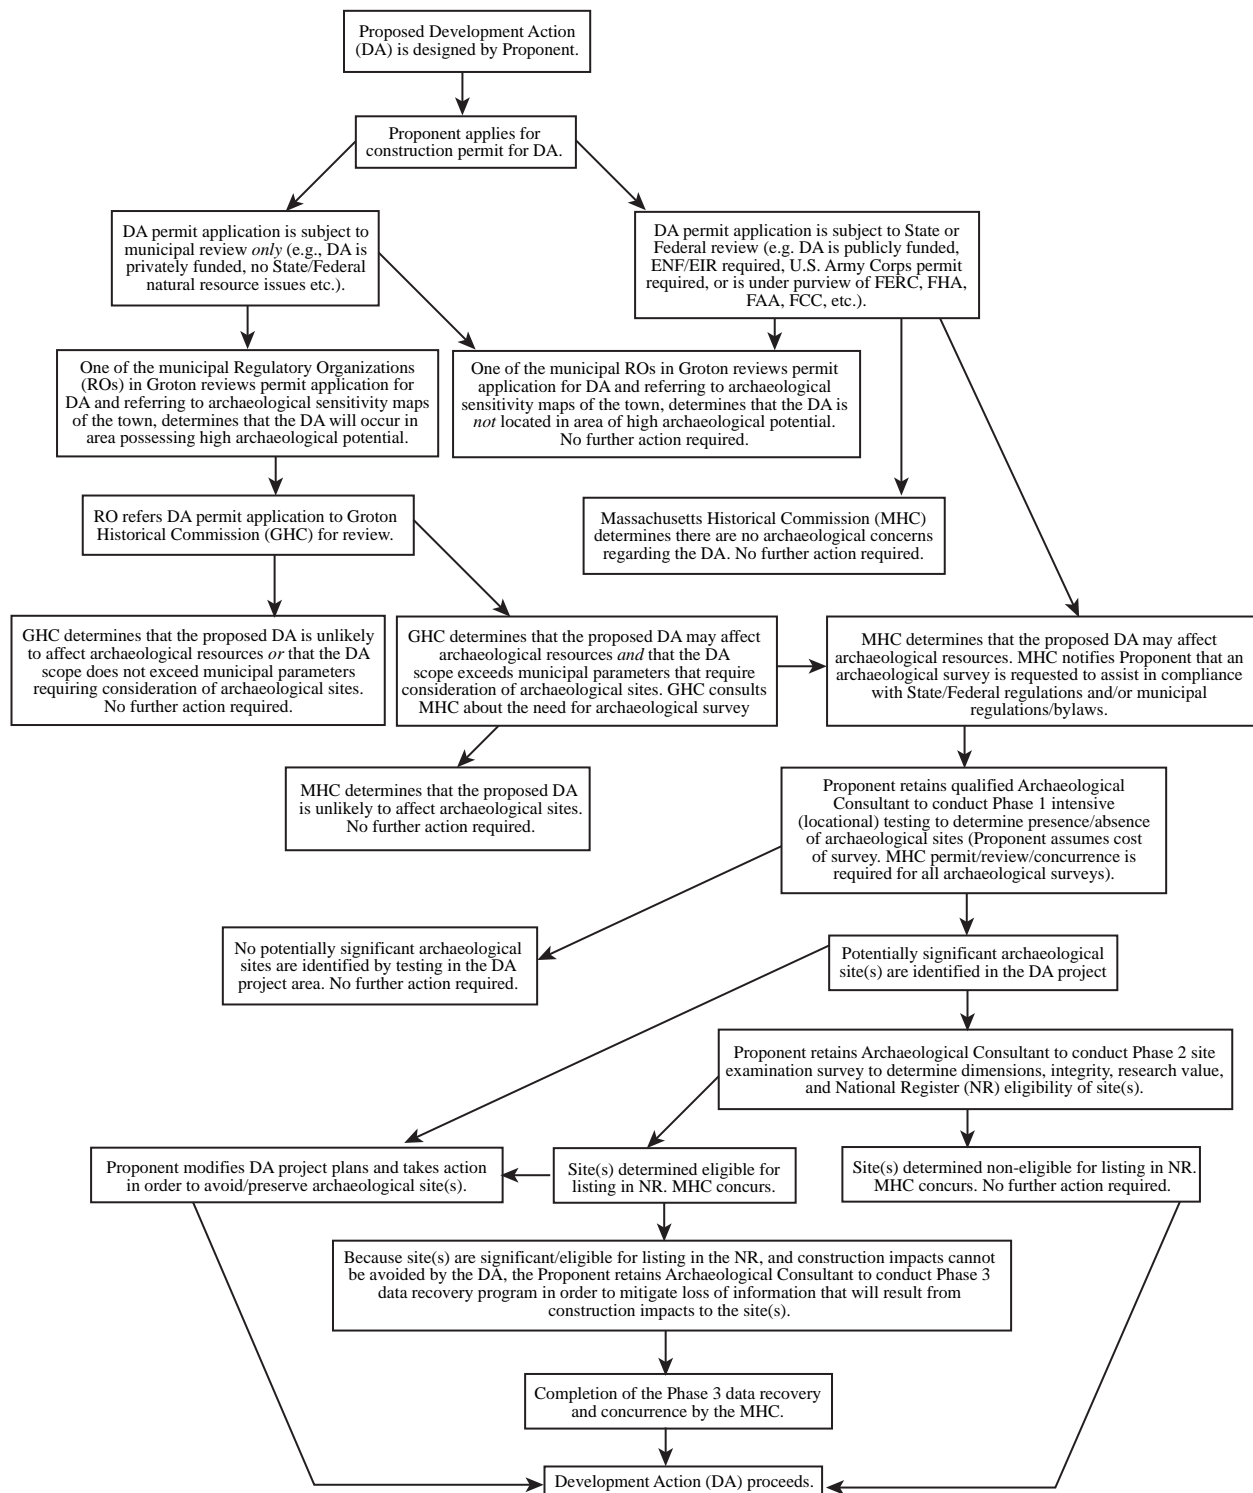 Proposed Development Action
(DA) is designed by Proponent.
Proponent applies for
construction permit for DA.
DA permit application is subject to
municipal review only (e.g., DA is
privately funded, no State/Federal
natural resource issues etc.).
DA permit application is subject to State or
Federal review (e.g. DA is publicly funded,
ENF/EIR required, U.S. Army Corps permit
required, or is under purview of FERC, FHA,
FAA, FCC, etc.).
One of the municipal Regulatory Organizations
(ROs) in Groton reviews permit application for
DA and referring to archaeological sensitivity maps
of the town, determines that the DA will occur in
area possessing high archaeological potential.
One of the municipal ROs in Groton reviews permit
application for DA and referring to archaeological
sensitivity maps of the town, determines that the DA is
not located in area of high archaeological potential.
No further action required.
RO refers DA permit application to Groton
Historical Commission (GHC) for review.
Massachusetts Historical Commission (MHC)
determines there are no archaeological concerns
regarding the DA. No further action required.
GHC determines that the proposed DA is unlikely
to affect archaeological resources or that the DA
scope does not exceed municipal parameters
requiring consideration of archaeological sites.
No further action required.
GHC determines that the proposed DA may affect
archaeological resources and that the DA
scope exceeds municipal parameters that require
consideration of archaeological sites. GHC consults
MHC about the need for archaeological survey
MHC determines that the proposed DA may affect
archaeological resources. MHC notifies Proponent that an
archaeological survey is requested to assist in compliance
with State/Federal regulations and/or municipal
regulations/bylaws.
MHC determines that the proposed DA
is unlikely to affect archaeological sites.
No further action required.
Proponent retains qualified Archaeological
Consultant to conduct Phase 1 intensive
(locational) testing to determine presence/absence
of archaeological sites (Proponent assumes cost
of survey. MHC permit/review/concurrence is
required for all archaeological surveys).
No potentially significant archaeological
sites are identified by testing in the DA
project area. No further action required.
Potentially significant archaeological
site(s) are identified in the DA project
Proponent retains Archaeological Consultant to conduct Phase 2 site
examination survey to determine dimensions, integrity, research value,
and National Register (NR) eligibility of site(s).
Proponent modifies DA project plans and takes action
in order to avoid/preserve archaeological site(s).
Site(s) determined eligible for
listing in NR. MHC concurs.
Site(s) determined non-eligible for listing in NR.
MHC concurs. No further action required.
Because site(s) are significant/eligible for listing in the NR, and construction impacts cannot
be avoided by the DA, the Proponent retains Archaeological Consultant to conduct Phase 3
data recovery program in order to mitigate loss of information that will result from
construction impacts to the site(s).
Completion of the Phase 3 data recovery
and concurrence by the MHC.
Development Action (DA) proceeds.